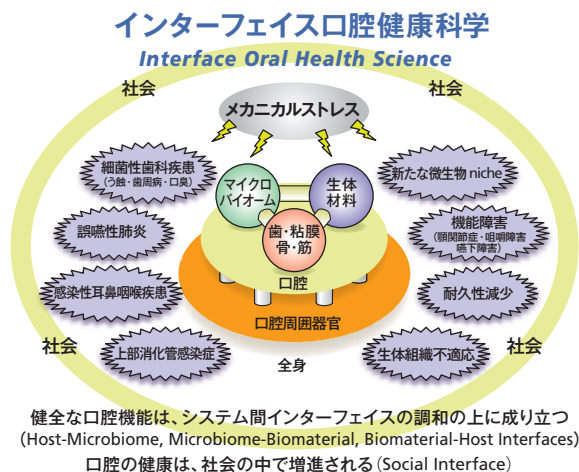 インターフェイス口腔健康科学
Interface Oral Health Science
社会
社会
メカニカルストレス
細菌性歯科疾患
(う蝕・歯周病・口臭)
マイクロ
バイオーム
生体
材料
新たな微生物 niche
誤嚥性肺炎
歯・粘膜
骨・筋
機能障害
(顎関節症・咀嚼障害
嚥下障害)
口腔
感染性耳鼻咽喉疾患
耐久性減少
口腔周囲器官
社会
社会
上部消化管感染症
全身
生体組織不適応
健全な口腔機能は、システム間インターフェイスの調和の上に成り立つ
(Host-Microbiome, Microbiome-Biomaterial, Biomaterial-Host Interfaces)
口腔の健康は、社会の中で増進される(Social Interface)